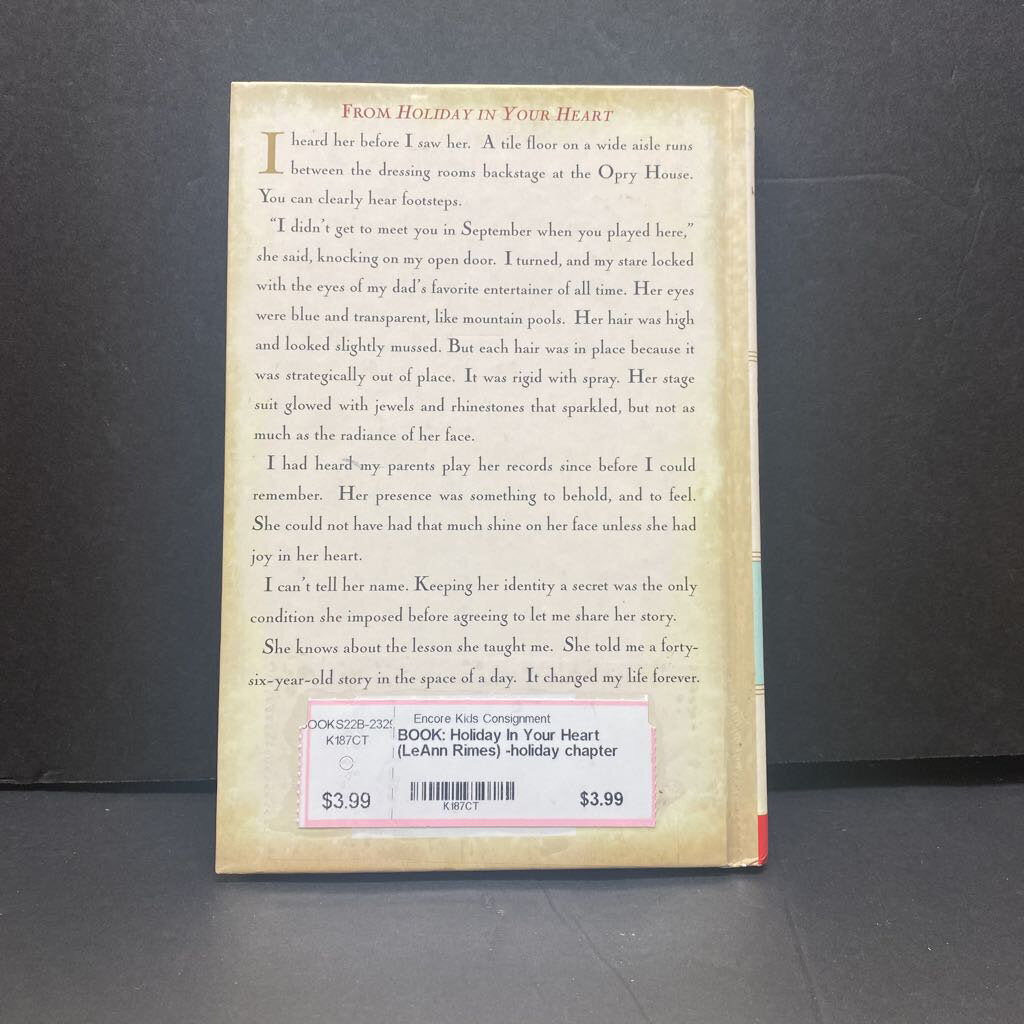 FROM HOLIDAY IN YOUR HEART
I heard her before I saw her. A tile floor on a wide aisle runs
between the dressing rooms backstage at the Opry House.
You can clearly hear footsteps.
“I didn’t get to meet you in September when you played here,”
she said, knocking on my open door. I turned, and my stare locked
with the eyes of my dad’s favorite entertainer of all time. Her eyes
were blue and transparent, like mountain pools. Her hair was high
and looked slightly mussed. But each hair was in place because it
was strategically out of place. It was rigid with spray. Her stage
suit glowed with jewels and rhinestones that sparkled, but not as
much as the radiance of her face.
I had heard my parents play her records since before I could
remember. Her presence was something to behold, and to feel.
She could not have had that much shine on her face unless she had
joy in her heart.
I can’t tell her name. Keeping her identity a secret was the only
condition she imposed before agreeing to let me share her story.
She knows about the lesson she taught me. She told me a forty-
six-year-old story in the space of a day. It changed my life forever.
K187CT
$3.99
Encore Kids Consignment
BOOK: Holiday In Your Heart
(LeAnn Rimes) -holiday chapter
K187CT
$3.99